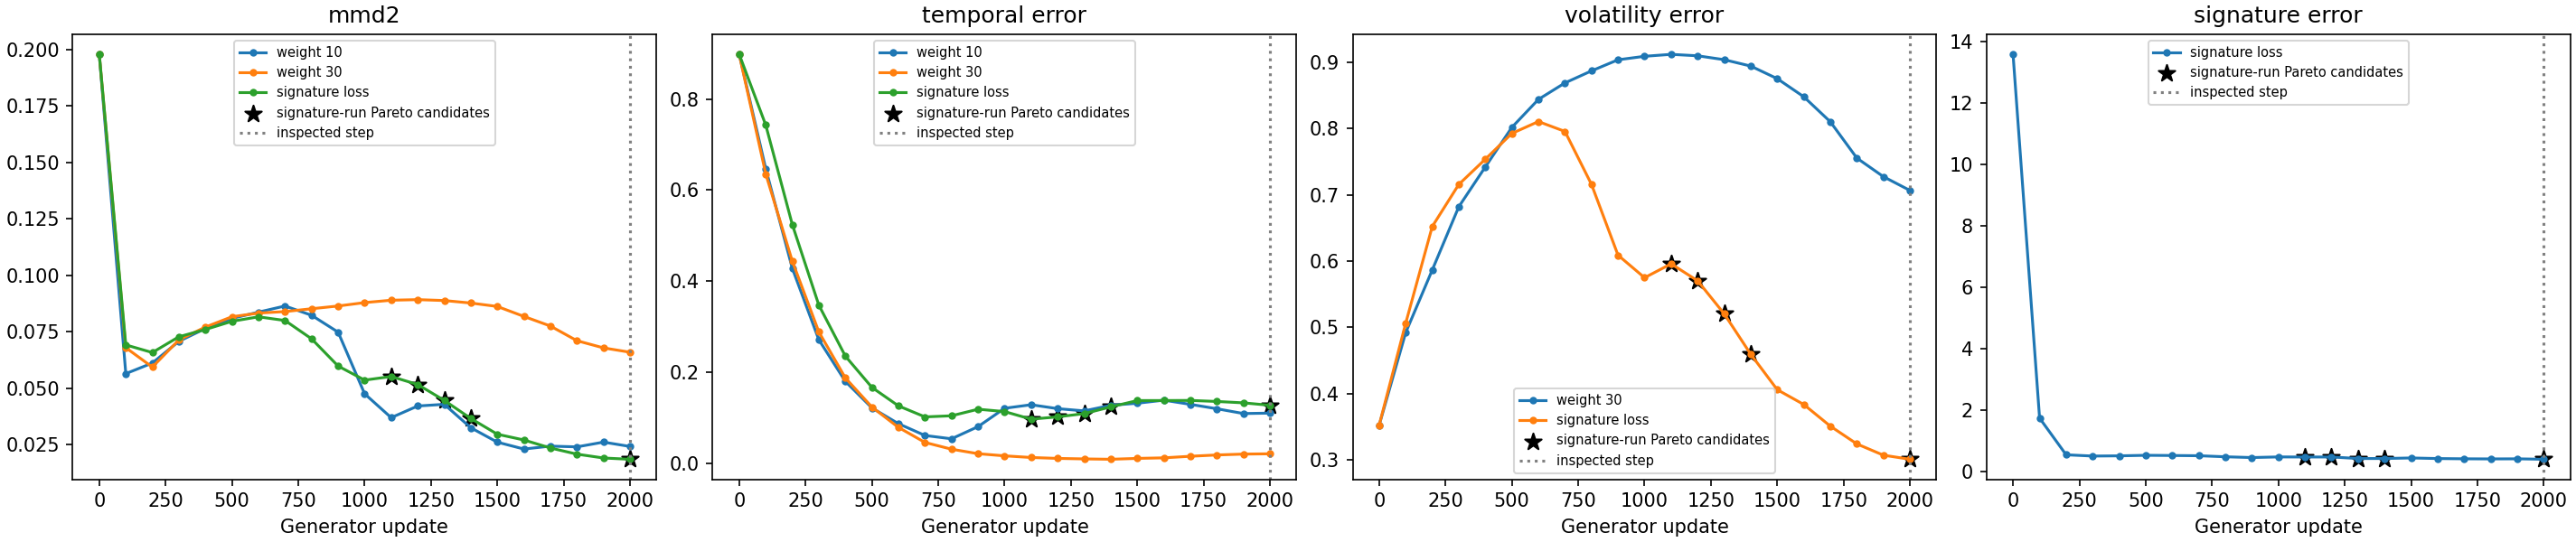 mmd2
0.200
0.175
0.150
0.125
0.100
0.075
0.050
0.025
weight 10
weight 30
signature loss
signature-run Pareto candidates
inspected step
0 250 500 750 1000 1250 1500 1750 2000
Generator update
temporal error
0.8
0.6
0.4
0.2
0.0
weight 10
weight 30
signature loss
signature-run Pareto candidates
inspected step
0 250 500 750 1000 1250 1500 1750 2000
Generator update
volatility error
0.9
0.8
0.7
0.6
0.5
0.4
0.3
weight 30
signature loss
signature-run Pareto candidates
inspected step
0 250 500 750 1000 1250 1500 1750 2000
Generator update
signature error
14
12
10
8
6
4
2
0
signature loss
signature-run Pareto candidates
inspected step
0 250 500 750 1000 1250 1500 1750 2000
Generator update